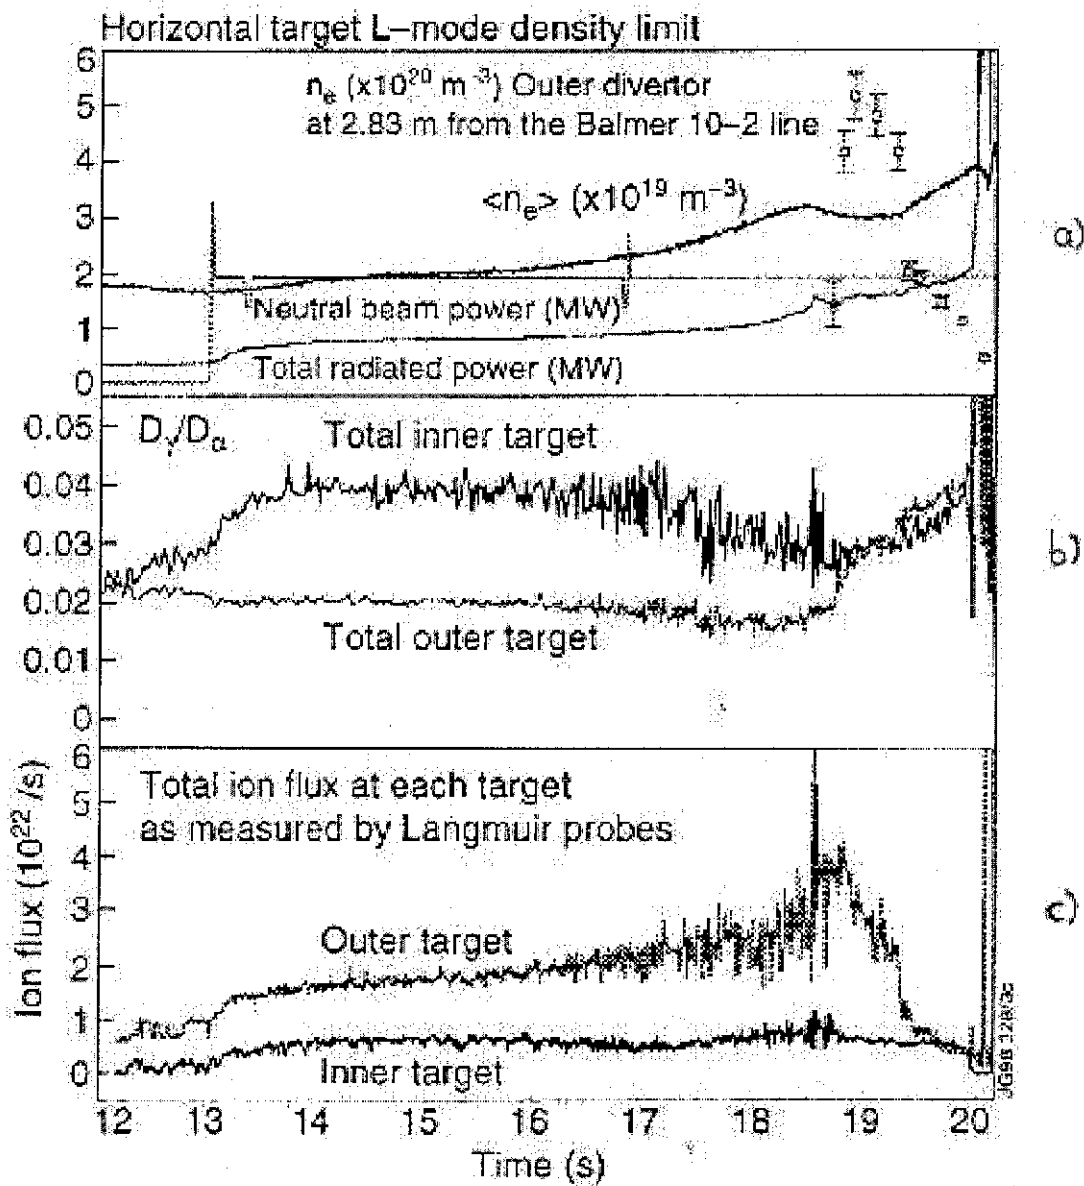 Horizontal target L–mode density limit
6
5
4
3
2
1
0
n_e (x10^20 m^-3) Outer divertor
at 2.83 m from the Balmer 10–2 line
<n_e> (x10^19 m^-3)
Neutral beam power (MW)
Total radiated power (MW)
a)
0.05
0.04
0.03
0.02
0.01
0
D_γ/D_α
Total inner target
Total outer target
b)
Ion flux (10^22 /s)
6
5
4
3
2
1
0
Total ion flux at each target
as measured by Langmuir probes
Outer target
Inner target
c)
JG98.128/3c
12 13 14 15 16 17 18 19 20
Time (s)